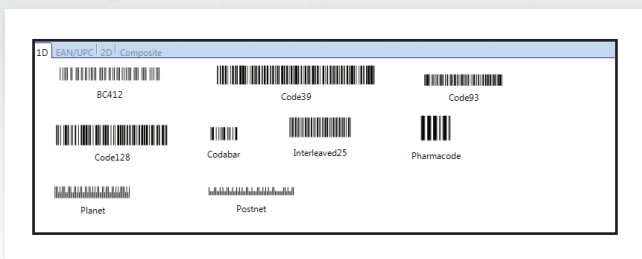 1D EAN/UPC 2D Composite
BC412 Code39 Code93
Code128 Codabar Interleaved25 Pharmacode
Planet Postnet